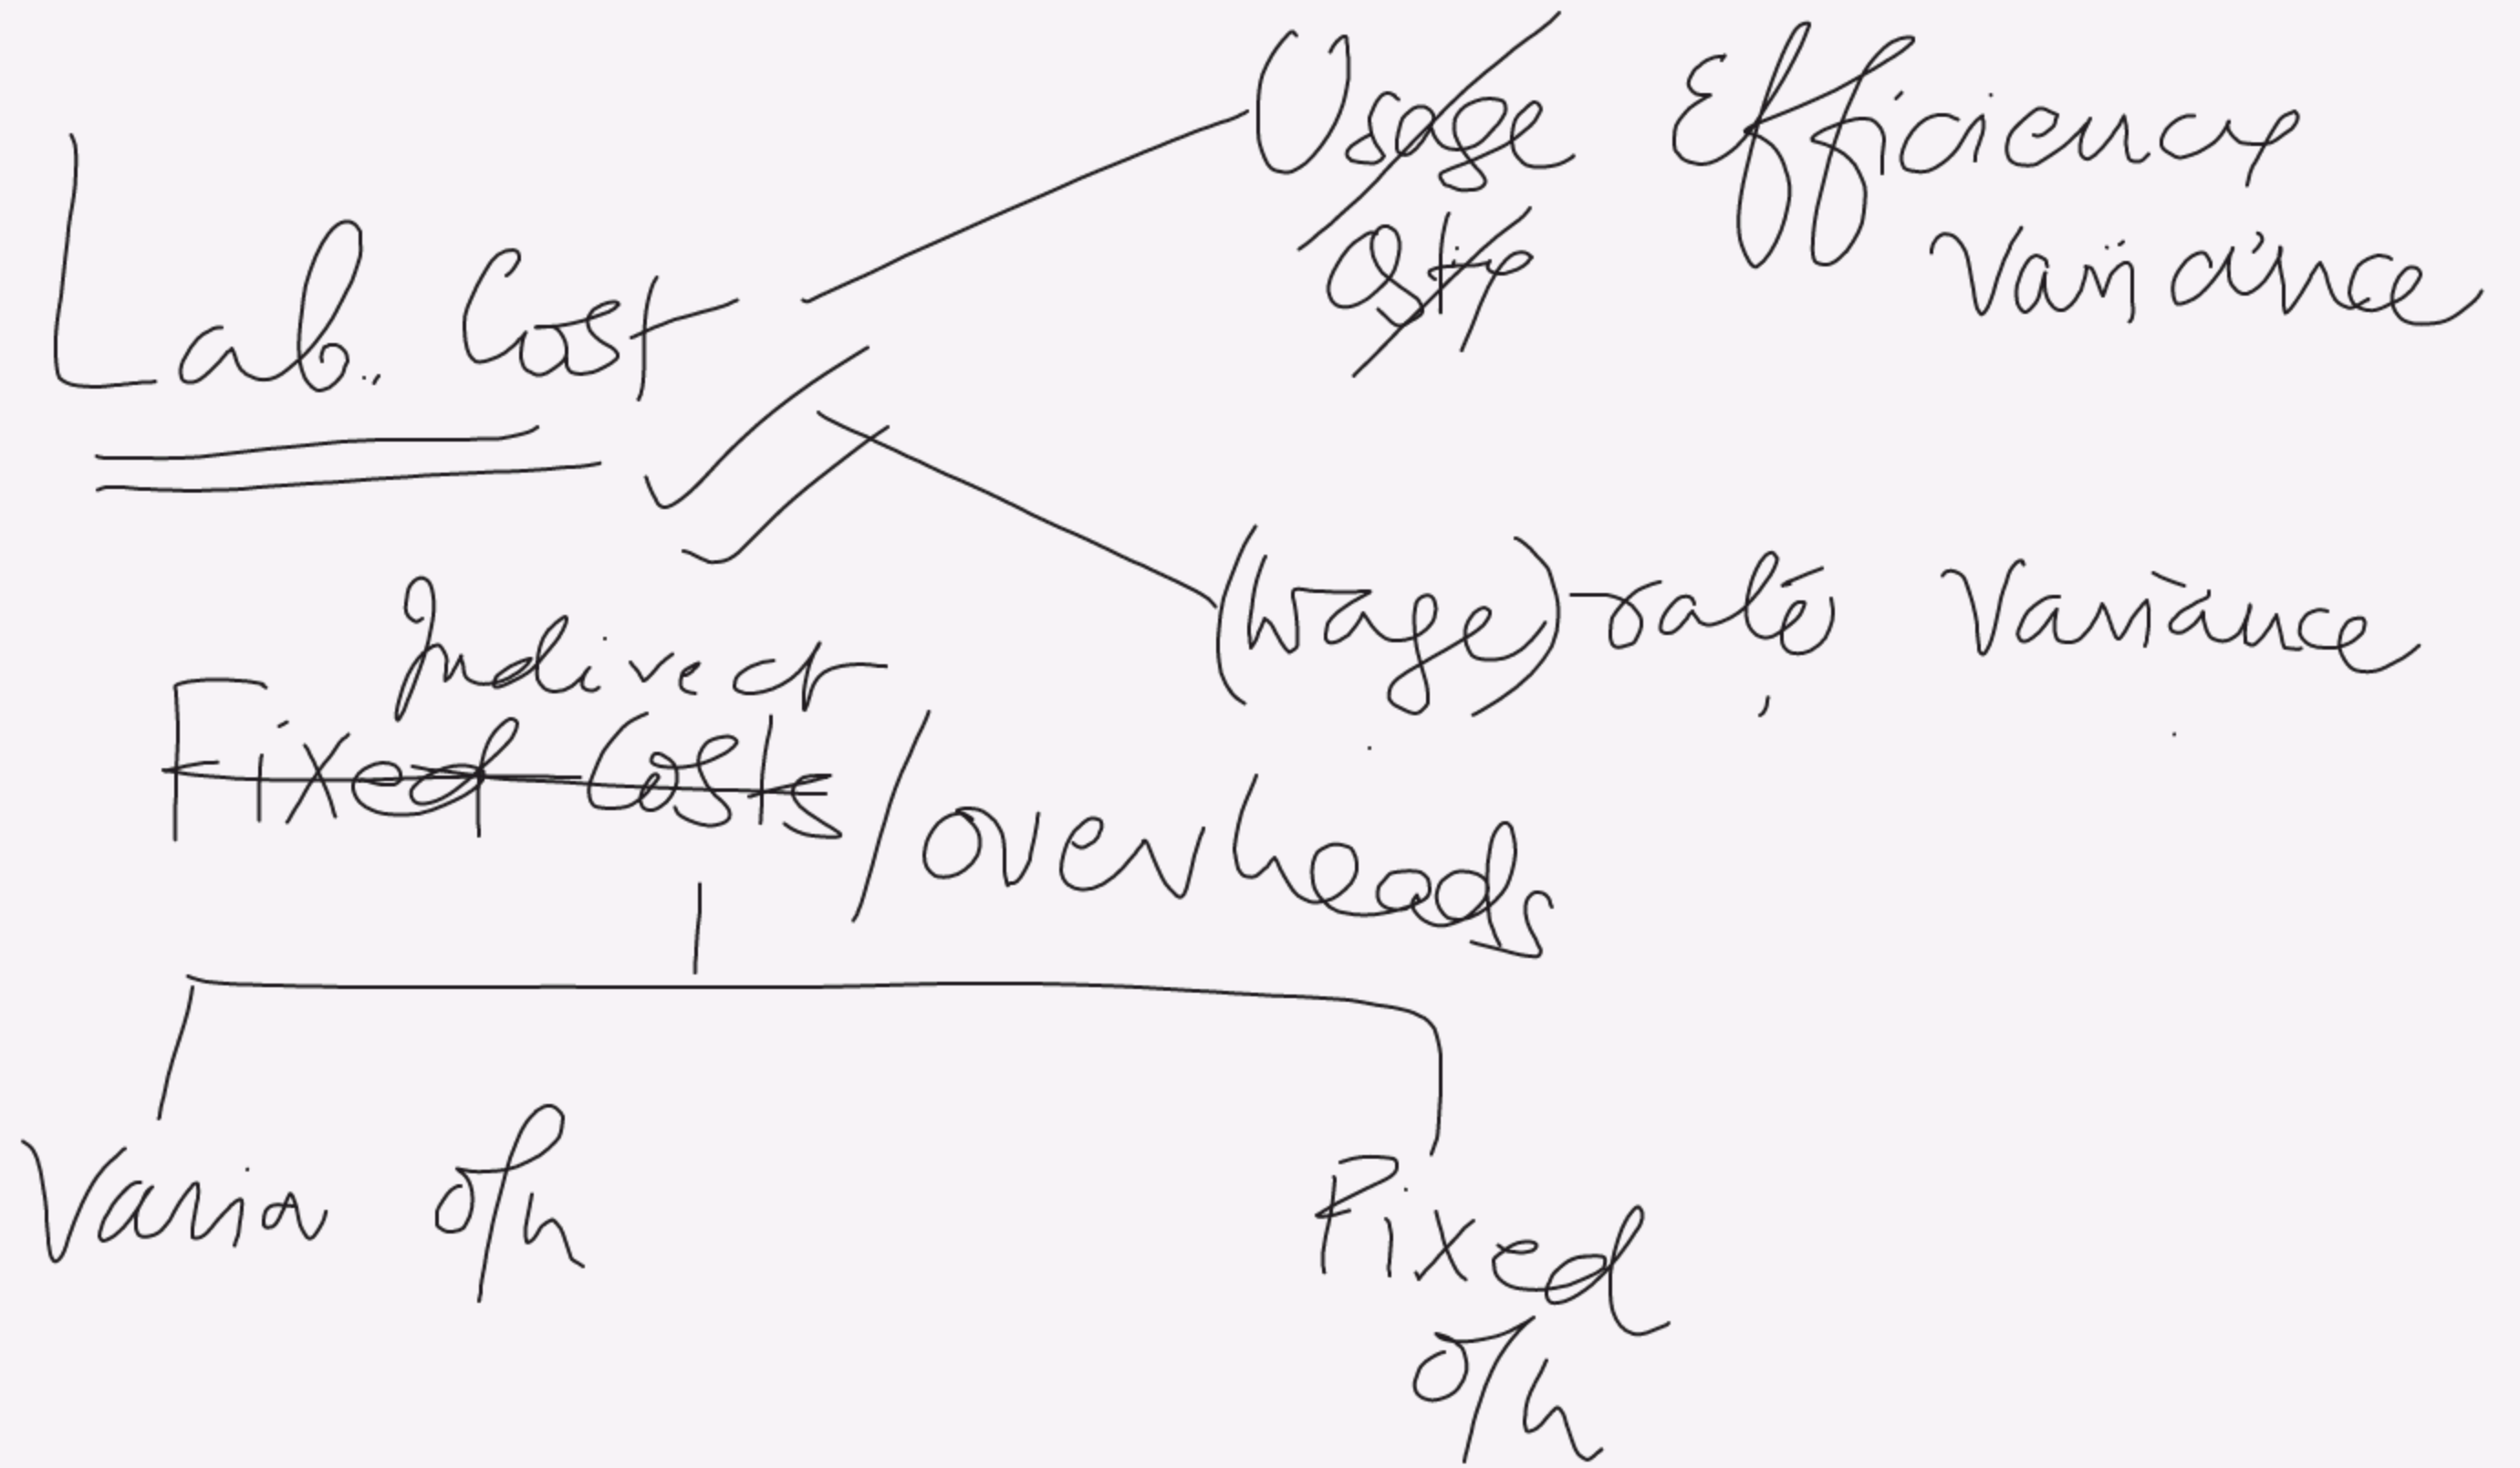 Usage Efficiency
Qty Variance
Lab. Cost
(Wage) rate Variance
Indirect
Fixed Costs / overheads
Varia o/h
Fixed
o/h